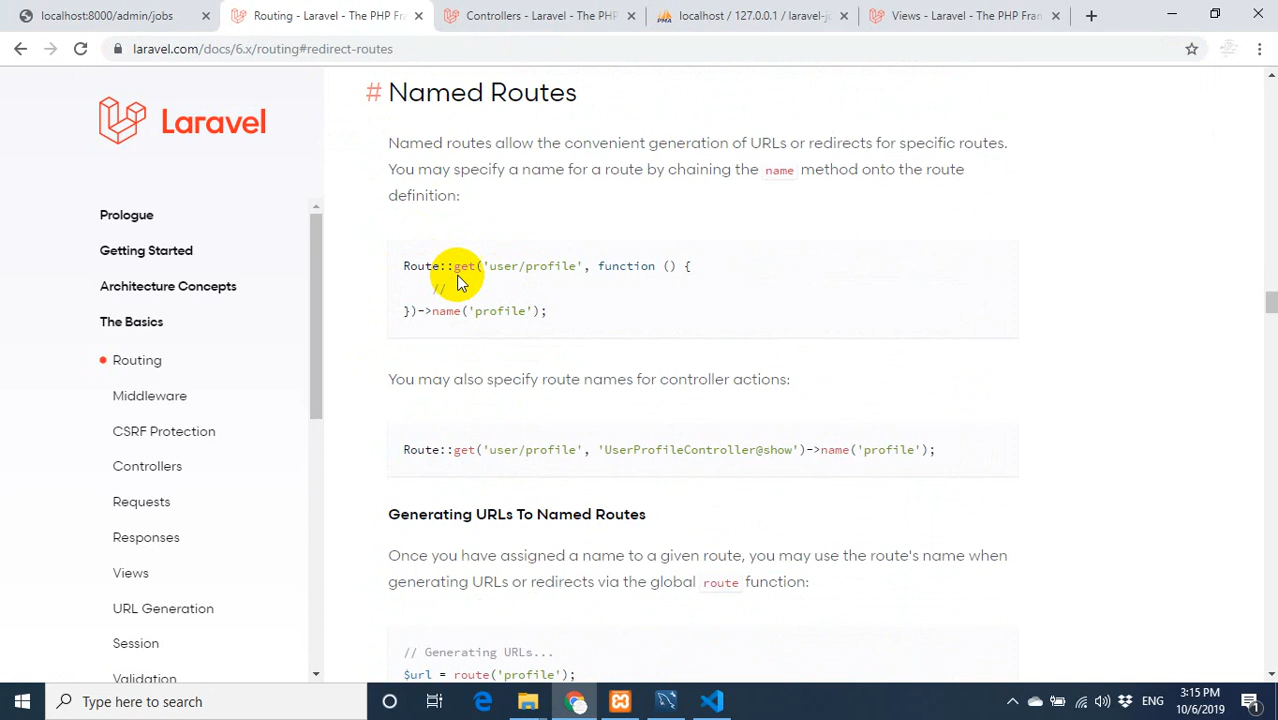 localhost:8000/admin/jobs
Routing - Laravel - The PHP Fra
Controllers - Laravel - The PHP
localhost / 127.0.0.1 / laravel-jo
Views - Laravel - The PHP Fram
laravel.com/docs/6.x/routing#redirect-routes
Laravel
Prologue
Getting Started
Architecture Concepts
The Basics
Routing
Middleware
CSRF Protection
Controllers
Requests
Responses
Views
URL Generation
Session
Validation
# Named Routes
Named routes allow the convenient generation of URLs or redirects for specific routes.
You may specify a name for a route by chaining the name method onto the route
definition:
Route::get('user/profile', function () {
//
})->name('profile');
You may also specify route names for controller actions:
Route::get('user/profile', 'UserProfileController@show')->name('profile');
Generating URLs To Named Routes
Once you have assigned a name to a given route, you may use the route's name when
generating URLs or redirects via the global route function:
// Generating URLs...
$url = route('profile');
Type here to search
ENG
3:15 PM
10/6/2019
1